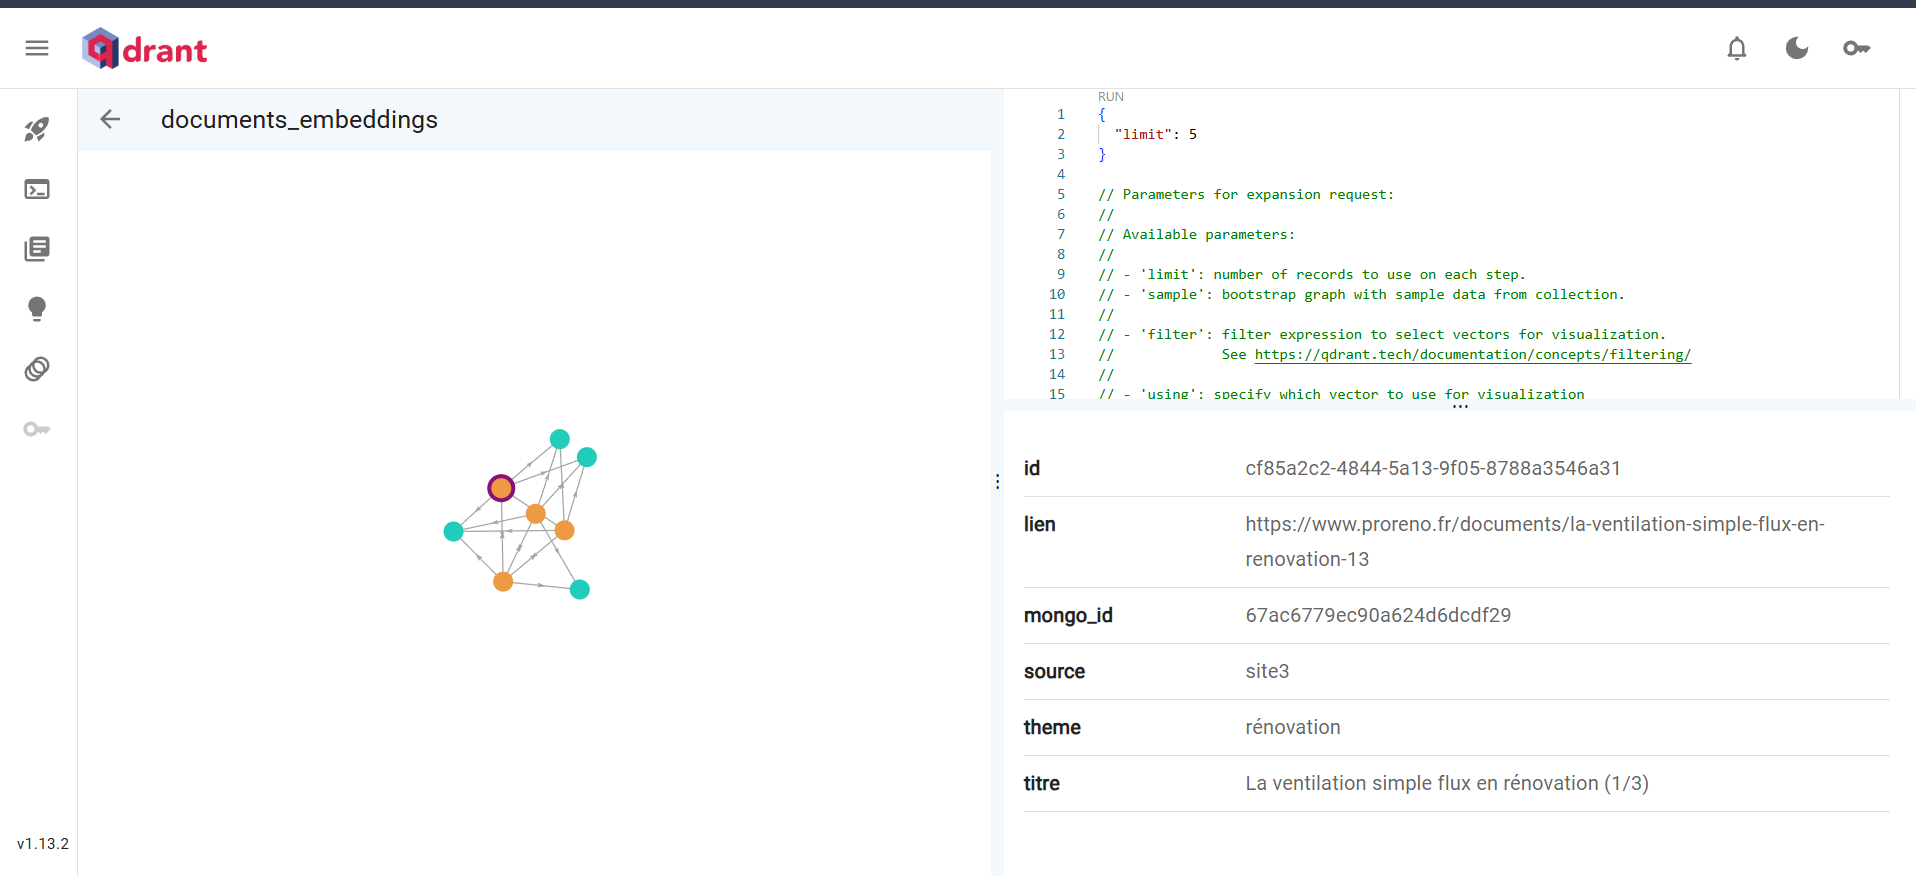 qdrant
documents_embeddings
RUN
1 {
2 "limit": 5
3 }
4
5 // Parameters for expansion request:
6 //
7 // Available parameters:
8 //
9 // - 'limit': number of records to use on each step.
10 // - 'sample': bootstrap graph with sample data from collection.
11 //
12 // - 'filter': filter expression to select vectors for visualization.
13 // See https://qdrant.tech/documentation/concepts/filtering/
14 //
15 // - 'using': specify which vector to use for visualization
id cf85a2c2-4844-5a13-9f05-8788a3546a31
lien https://www.proreno.fr/documents/la-ventilation-simple-flux-en-
renovation-13
mongo_id 67ac6779ec90a624d6dcdf29
source site3
theme rénovation
titre La ventilation simple flux en rénovation (1/3)
v1.13.2